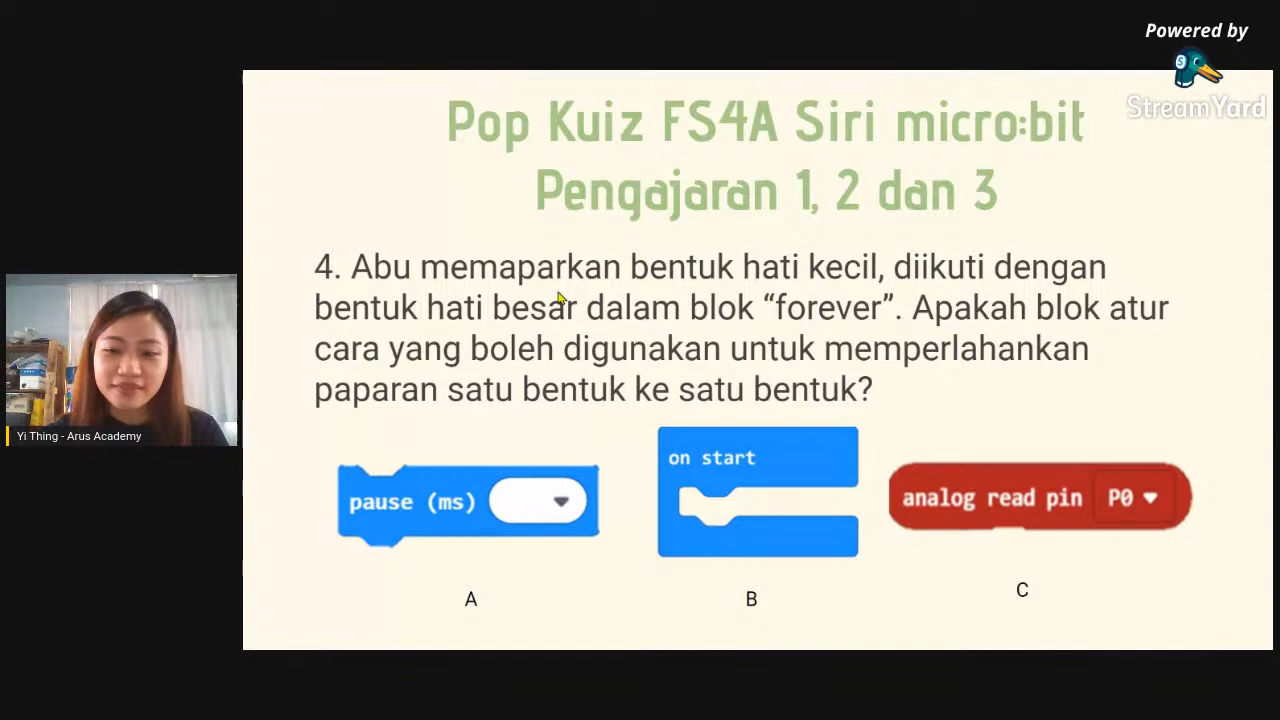 Powered by
StreamYard
Pop Kuiz FS4A Siri micro:bit
Pengajaran 1, 2 dan 3
4. Abu memaparkan bentuk hati kecil, diikuti dengan
bentuk hati besar dalam blok “forever”. Apakah blok atur
cara yang boleh digunakan untuk memperlahankan
paparan satu bentuk ke satu bentuk?
pause (ms)
on start
analog read pin P0
A
B
C
Yi Thing - Arus Academy